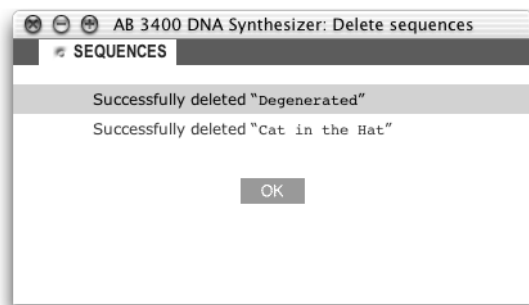 AB 3400 DNA Synthesizer: Delete sequences
SEQUENCES
Successfully deleted “Degenerated”
Successfully deleted “Cat in the Hat”
OK